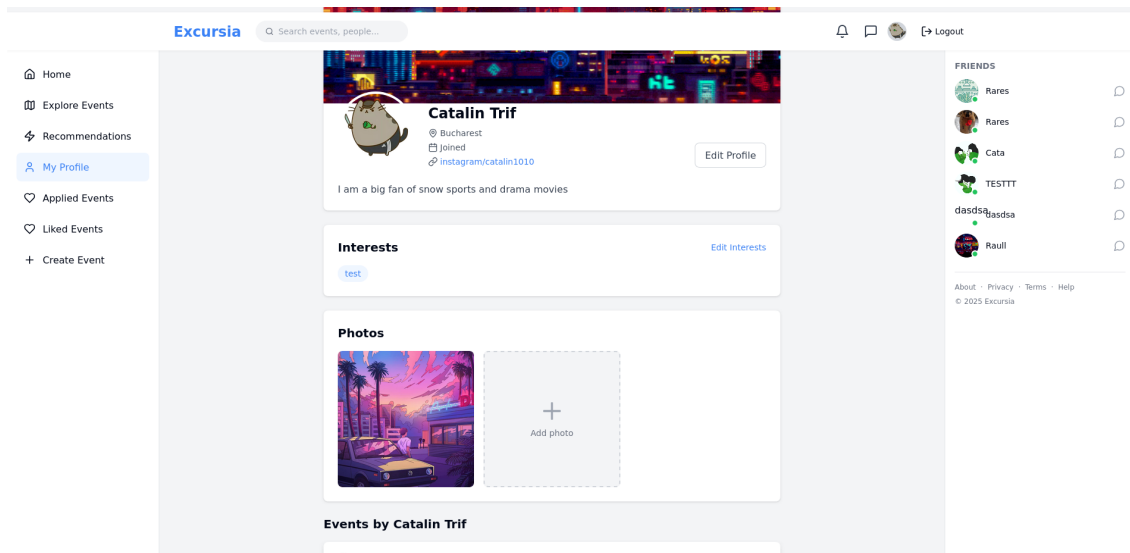 Excursia
Search events, people...
Logout
Home
Explore Events
Recommendations
My Profile
Applied Events
Liked Events
Create Event
Catalin Trif
Bucharest
Joined
instagram/catalin1010
Edit Profile
I am a big fan of snow sports and drama movies
Interests
Edit Interests
test
Photos
Add photo
Events by Catalin Trif
FRIENDS
Rares
Rares
Cata
TESTTT
dasdsa
dasdsa
Raull
About · Privacy · Terms · Help
© 2025 Excursia